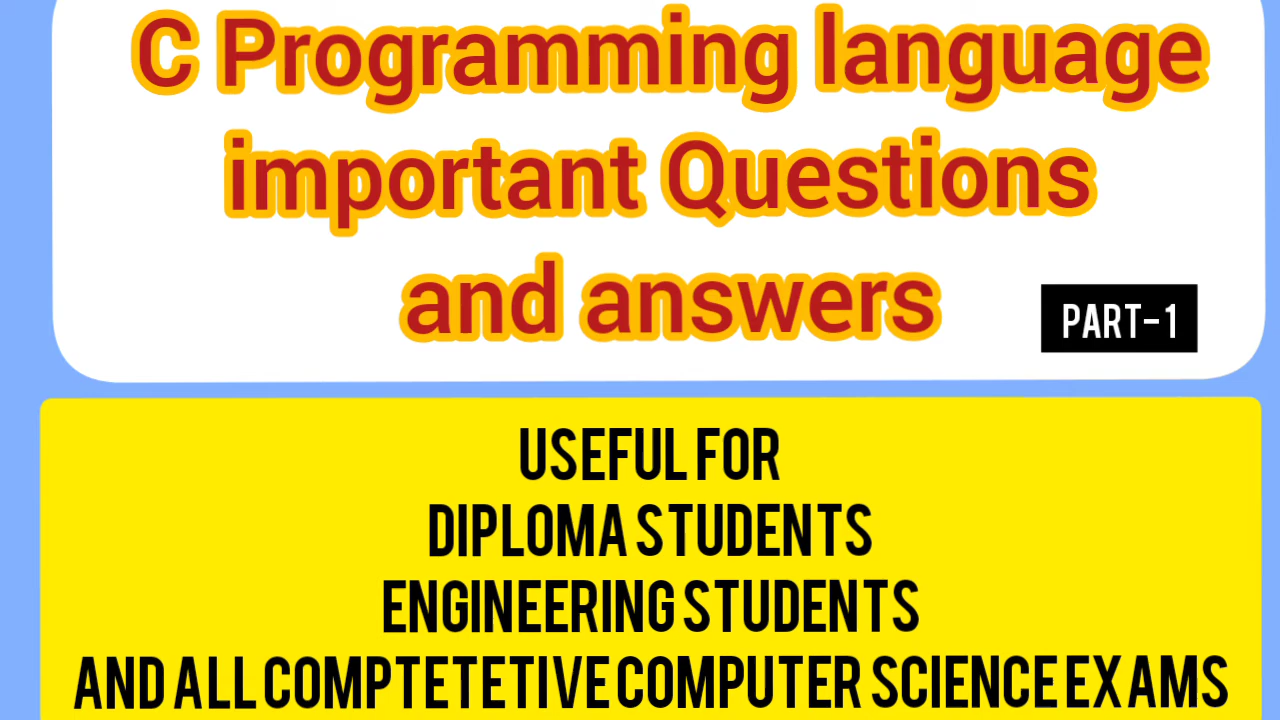 C Programming language
important Questions
and answers
PART-1
USEFUL FOR
DIPLOMA STUDENTS
ENGINEERING STUDENTS
AND ALL COMPTETETIVE COMPUTER SCIENCE EXAMS